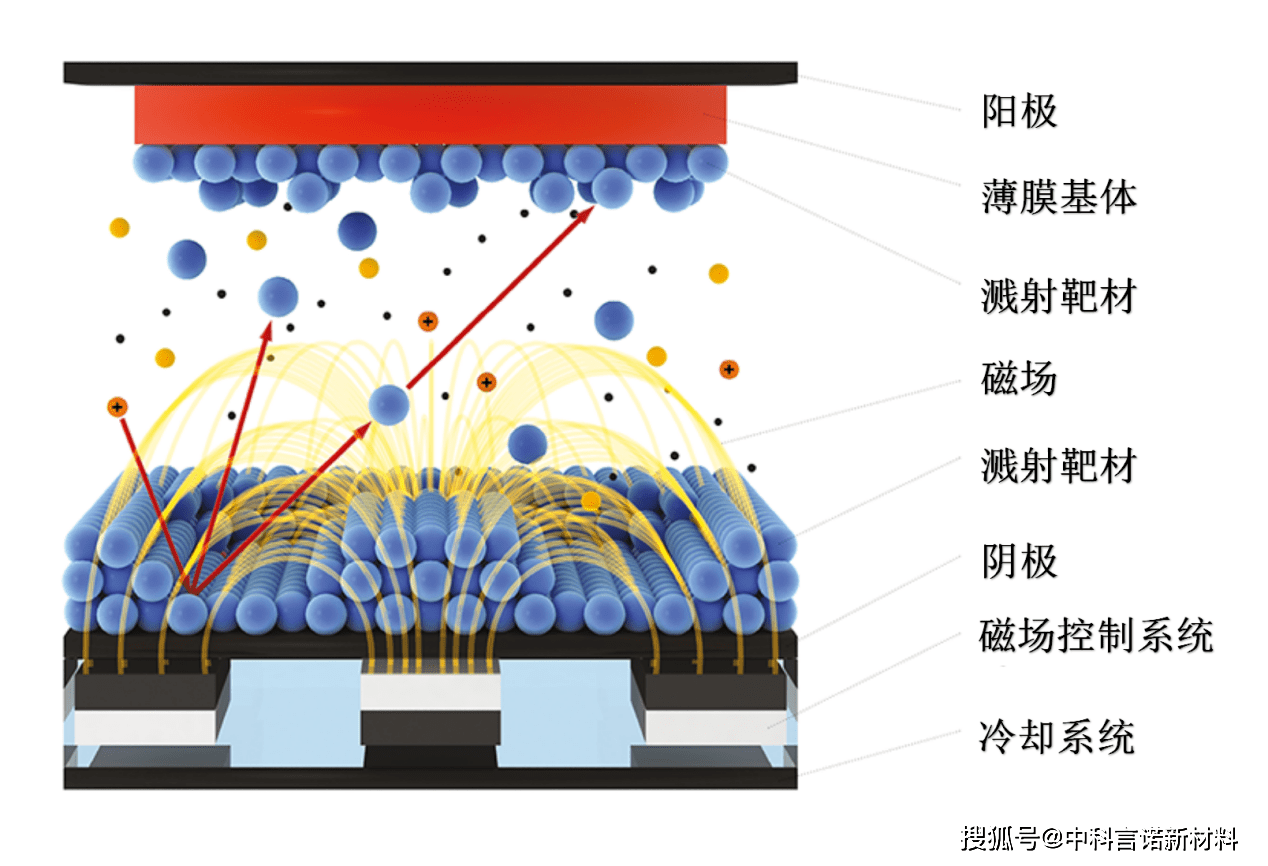 阳极
薄膜基体
溅射靶材
磁场
溅射靶材
阴极
磁场控制系统
冷却系统
搜狐号@中科言诺新材料